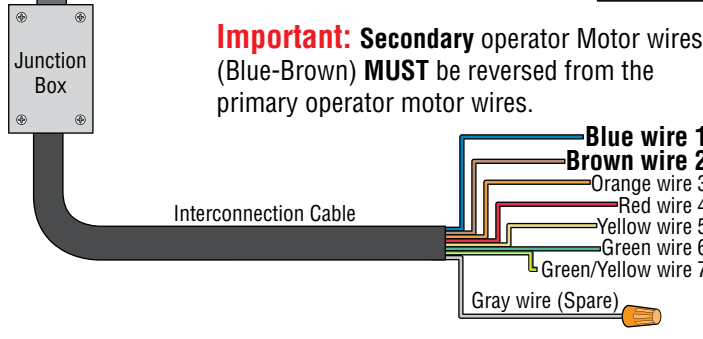 Important: Secondary operator Motor wires
(Blue-Brown) MUST be reversed from the
primary operator motor wires.
Junction
Box
Blue wire 1
Brown wire 2
Orange wire 3
Red wire 4
Yellow wire 5
Green wire 6
Green/Yellow wire 7
Interconnection Cable
Gray wire (Spare)